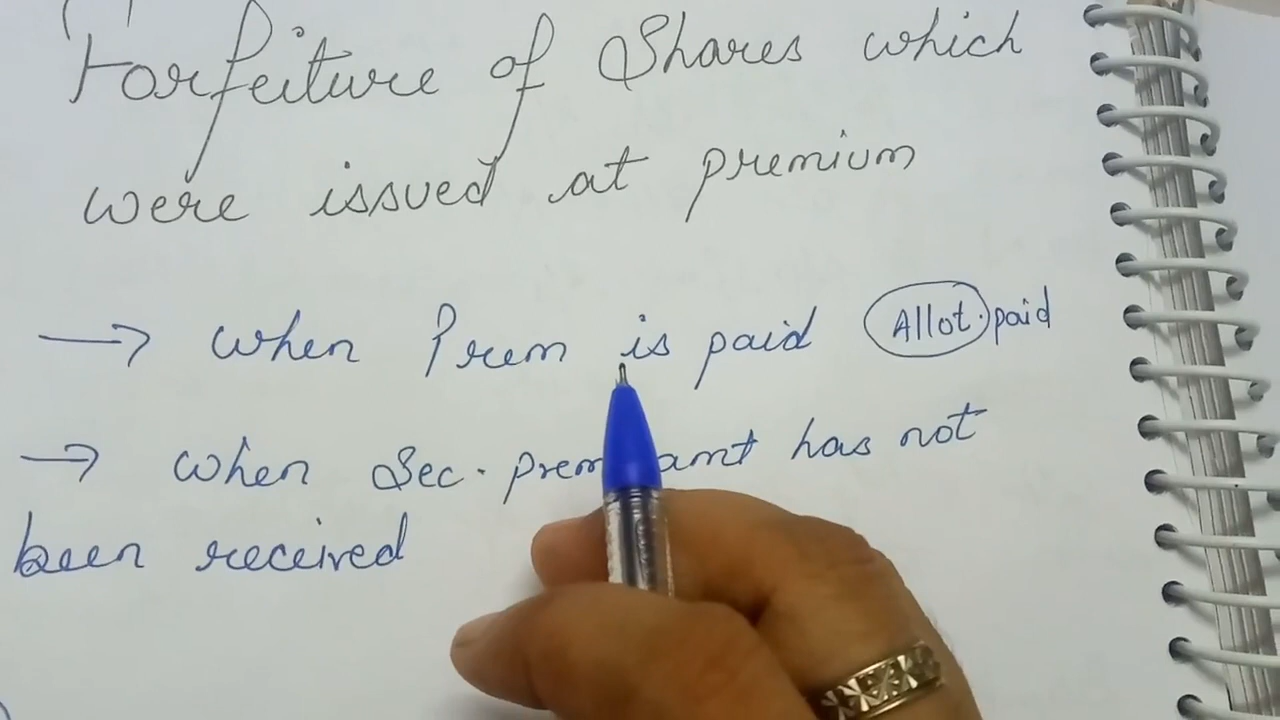 Forfeiture of Shares which
were issued at premium
→ when Prem is paid Allot. paid
→ when Sec. prem amt has not
been received